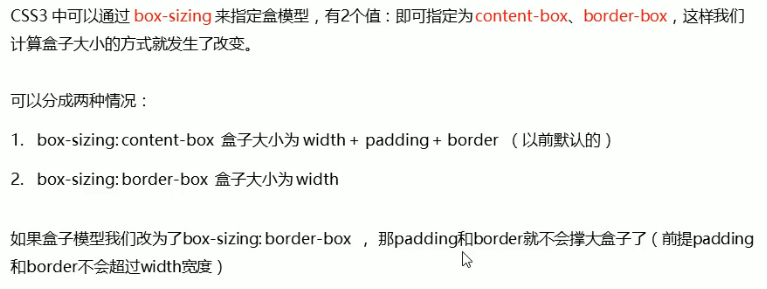 CSS3 中可以通过 box-sizing 来指定盒模型，有2个值：即可指定为content-box、border-box，这样我们
计算盒子大小的方式就发生了改变。
可以分成两种情况：
1. box-sizing: content-box 盒子大小为 width + padding + border （以前默认的）
2. box-sizing: border-box 盒子大小为 width
如果盒子模型我们改为了box-sizing: border-box ， 那padding和border就不会撑大盒子了（前提padding
和border不会超过width宽度）